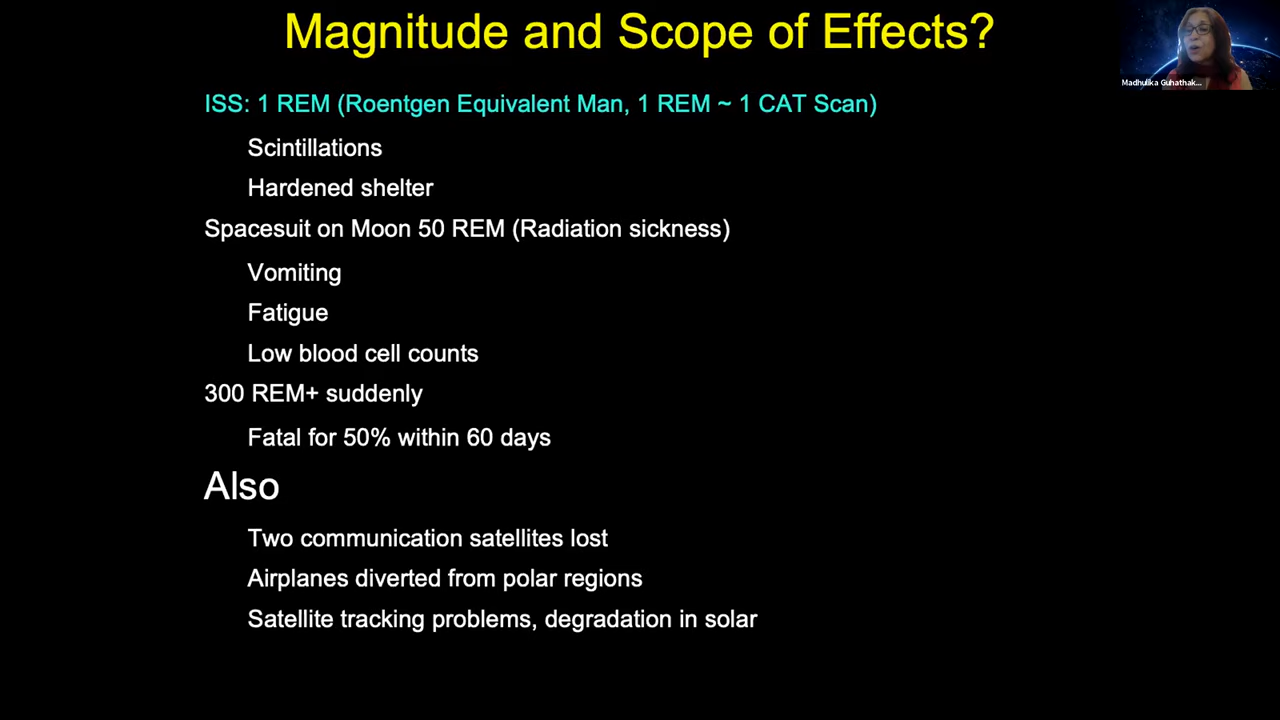 Magnitude and Scope of Effects?
Madhulika Guhathak...
ISS: 1 REM (Roentgen Equivalent Man, 1 REM ~ 1 CAT Scan)
Scintillations
Hardened shelter
Spacesuit on Moon 50 REM (Radiation sickness)
Vomiting
Fatigue
Low blood cell counts
300 REM+ suddenly
Fatal for 50% within 60 days
Also
Two communication satellites lost
Airplanes diverted from polar regions
Satellite tracking problems, degradation in solar